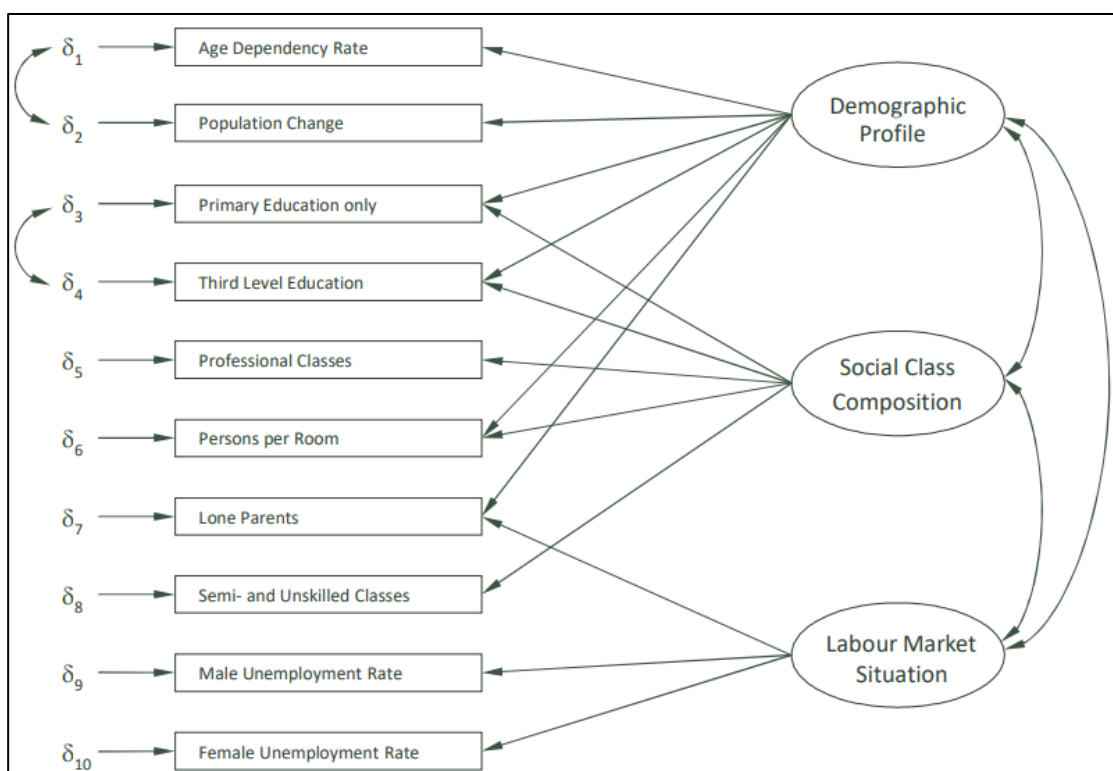 δ1 Age Dependency Rate
δ2 Population Change
δ3 Primary Education only
δ4 Third Level Education
δ5 Professional Classes
δ6 Persons per Room
δ7 Lone Parents
δ8 Semi- and Unskilled Classes
δ9 Male Unemployment Rate
δ10 Female Unemployment Rate
Demographic
Profile
Social Class
Composition
Labour Market
Situation